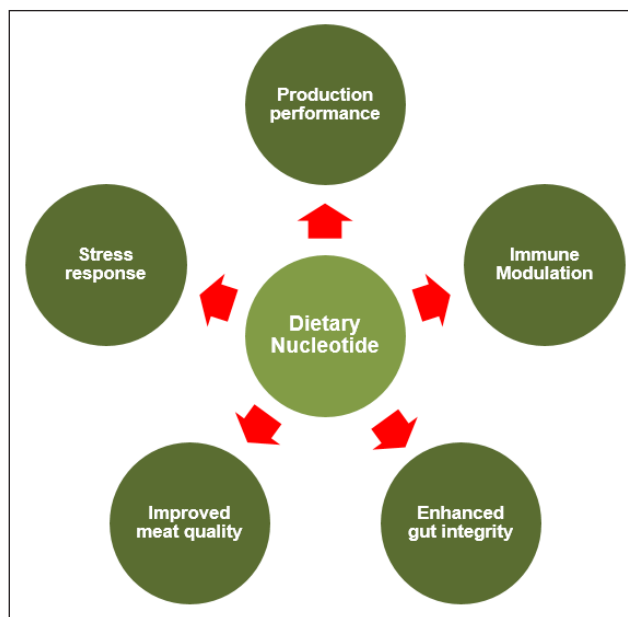 Production
performance
Stress
response
Immune
Modulation
Dietary
Nucleotide
Improved
meat quality
Enhanced
gut integrity